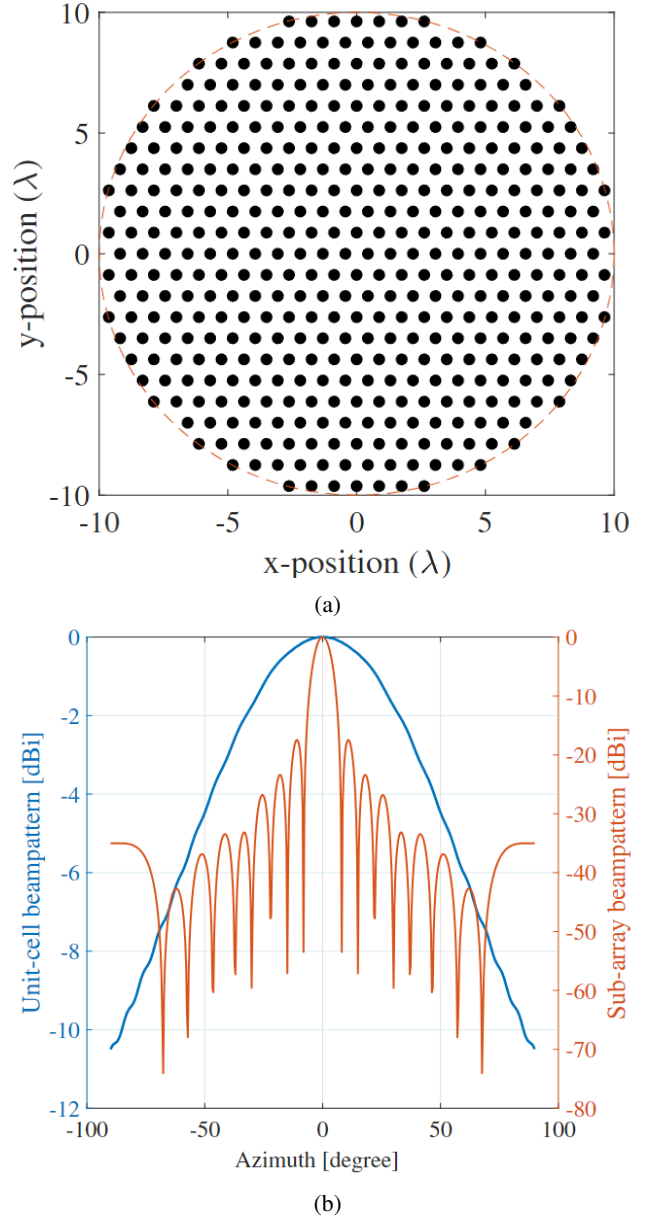 10
5
0
-5
-10
y-position (λ)
-10 -5 0 5 10
x-position (λ)
(a)
0
-2
-4
-6
-8
-10
-12
Unit-cell beampattern [dBi]
0
-10
-20
-30
-40
-50
-60
-70
-80
Sub-array beampattern [dBi]
-100 -50 0 50 100
Azimuth [degree]
(b)